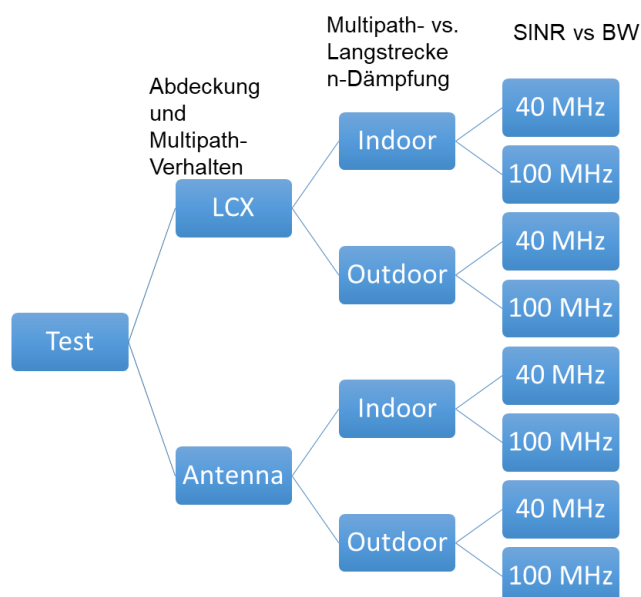 Multipath- vs.
Langstrecke
n-Dämpfung
SINR vs BW
Abdeckung
und
Multipath-
Verhalten
Test
LCX
Antenna
Indoor
Outdoor
Indoor
Outdoor
40 MHz
100 MHz
40 MHz
100 MHz
40 MHz
100 MHz
40 MHz
100 MHz